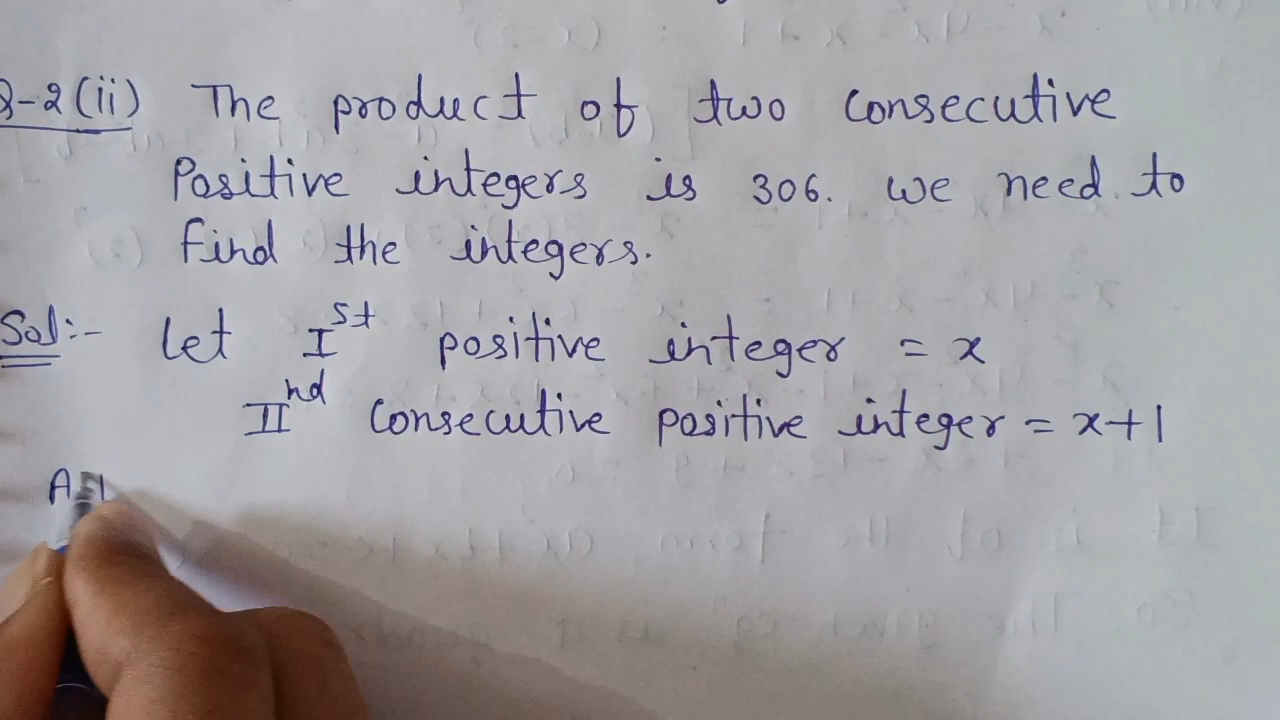 Q-2(ii) The product of two consecutive
Positive integers is 306. we need to
find the integers.
Sol:- Let Ist positive integer = x
IInd Consecutive positive integer = x+1